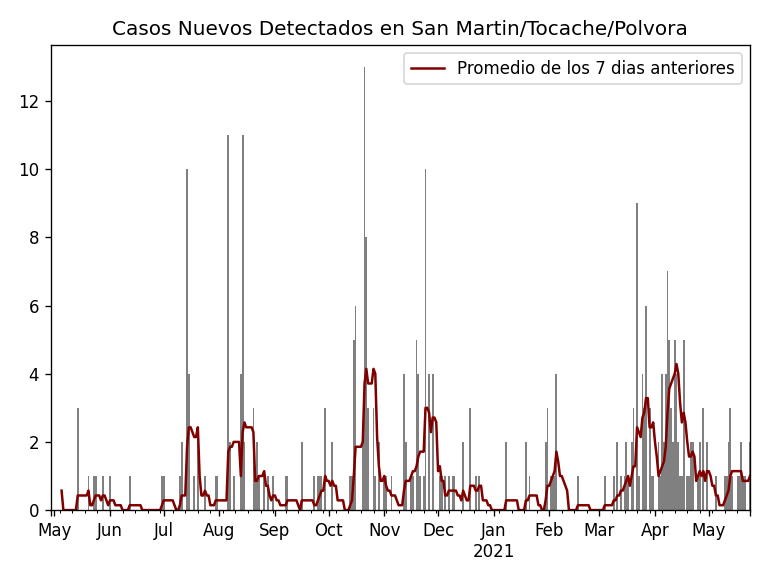 Casos Nuevos Detectados en San Martin/Tocache/Polvora
Promedio de los 7 dias anteriores
12
10
8
6
4
2
0
May Jun Jul Aug Sep Oct Nov Dec Jan Feb Mar Apr May
2021